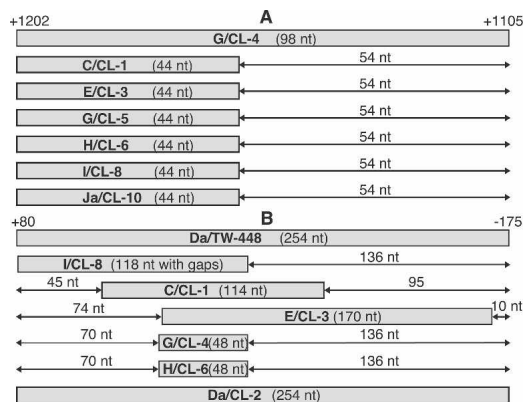 +1202 A +1105
G/CL-4 (98 nt)
C/CL-1 (44 nt) 54 nt
E/CL-3 (44 nt) 54 nt
G/CL-5 (44 nt) 54 nt
H/CL-6 (44 nt) 54 nt
I/CL-8 (44 nt) 54 nt
Ja/CL-10 (44 nt) 54 nt
+80 B -175
Da/TW-448 (254 nt)
I/CL-8 (118 nt with gaps) 136 nt
45 nt C/CL-1 (114 nt) 95
74 nt E/CL-3 (170 nt) 10 nt
70 nt G/CL-4 (48 nt) 136 nt
70 nt H/CL-6 (48 nt) 136 nt
Da/CL-2 (254 nt)